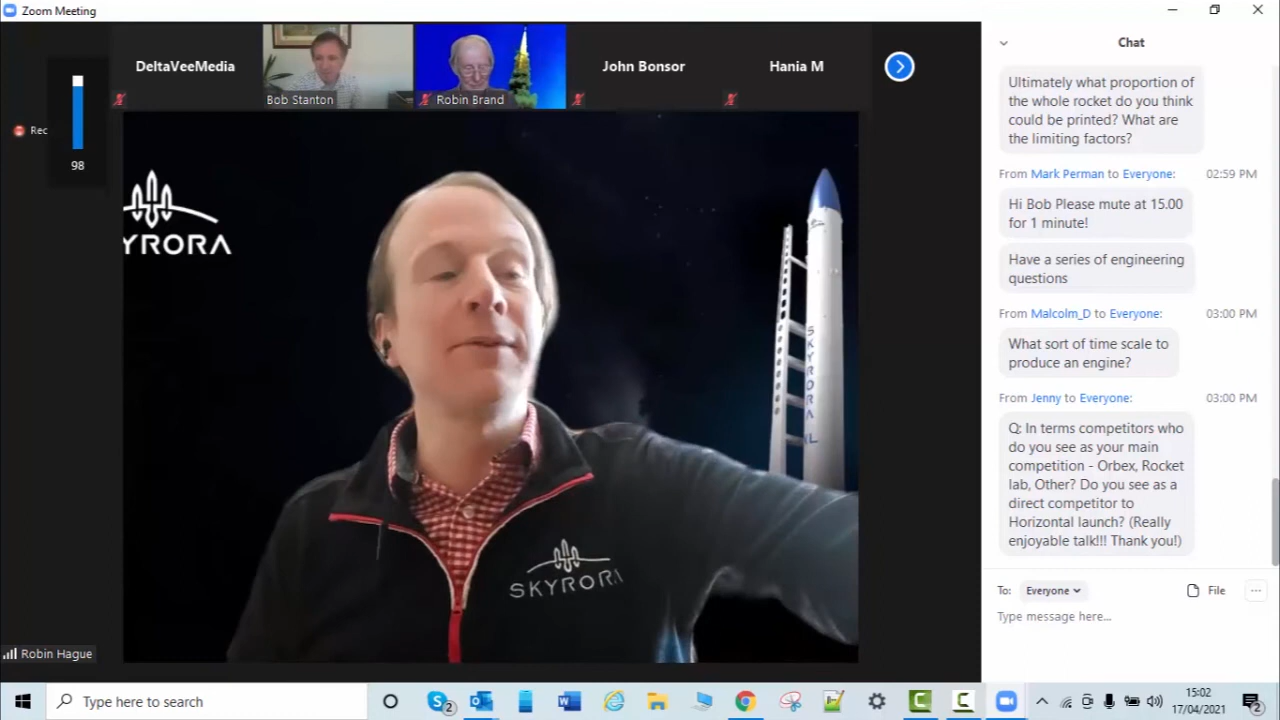 Zoom Meeting
DeltaVeeMedia
Bob Stanton
Robin Brand
John Bonsor
Hania M
Rec
98
YRORA
SKYRORA XL
SKYRORA
Robin Hague
Chat
Ultimately what proportion of
the whole rocket do you think
could be printed? What are
the limiting factors?
From Mark Perman to Everyone: 02:59 PM
Hi Bob Please mute at 15.00
for 1 minute!
Have a series of engineering
questions
From Malcolm_D to Everyone: 03:00 PM
What sort of time scale to
produce an engine?
From Jenny to Everyone: 03:00 PM
Q: In terms competitors who
do you see as your main
competition - Orbex, Rocket
lab, Other? Do you see as a
direct competitor to
Horizontal launch? (Really
enjoyable talk!!! Thank you!)
To: Everyone File
Type message here...
Type here to search
2
15:02
17/04/2021
2